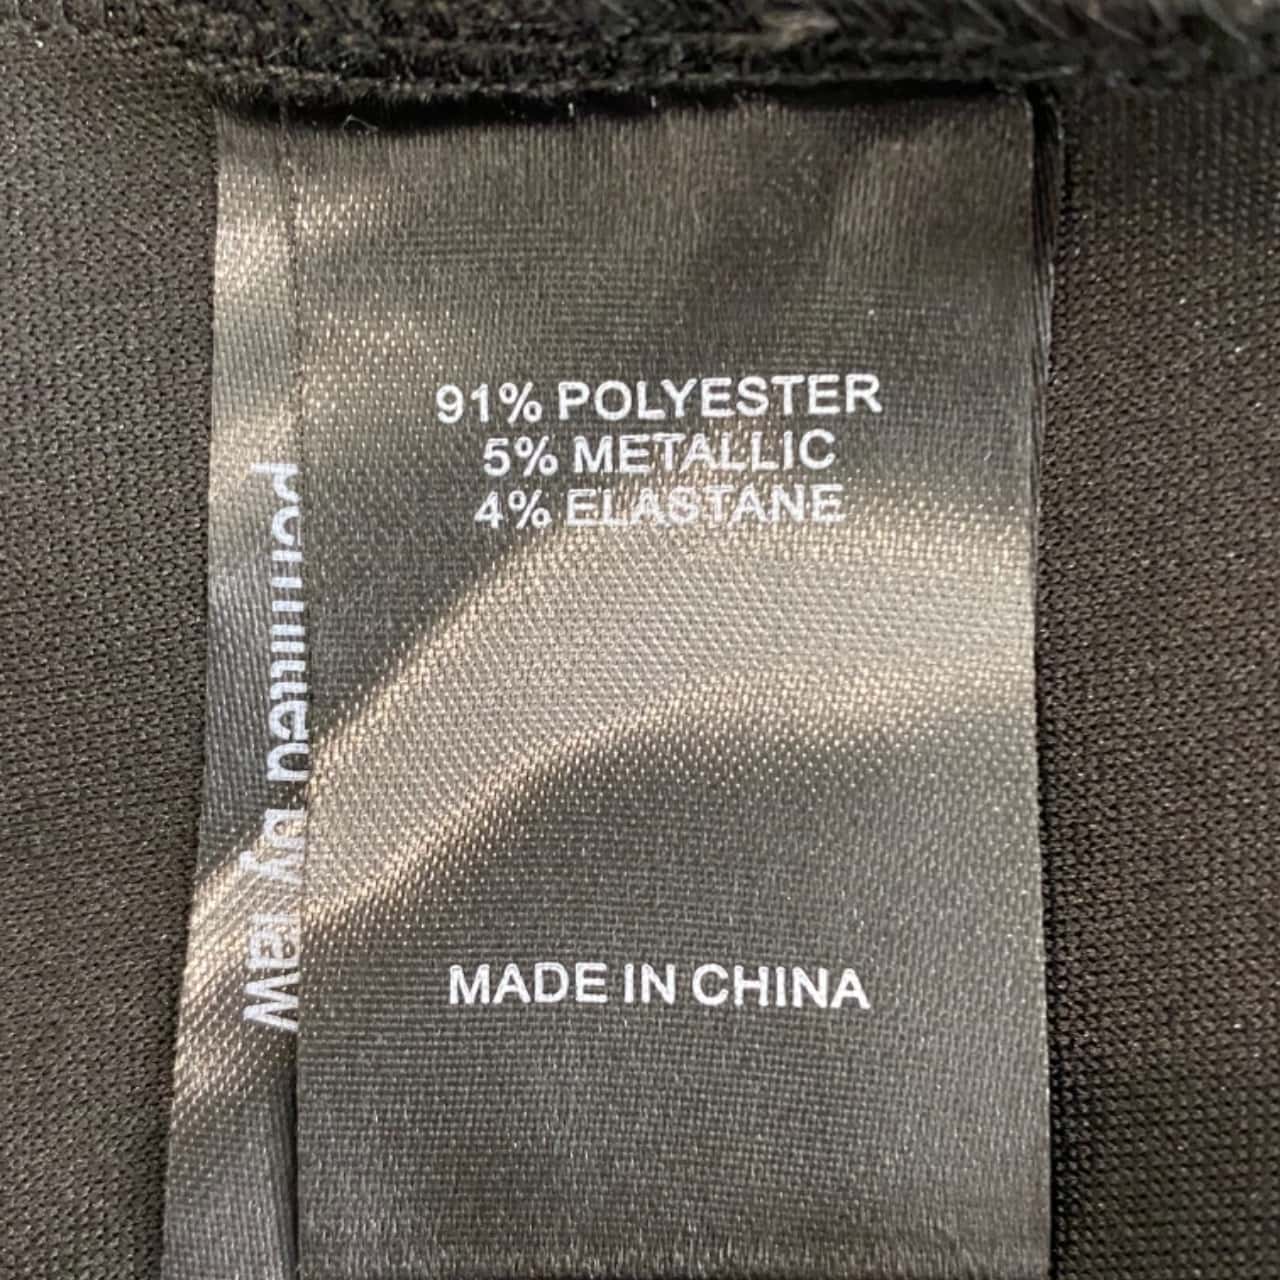 91% POLYESTER
5% METALLIC
4% ELASTANE
MADE IN CHINA
permitted by law